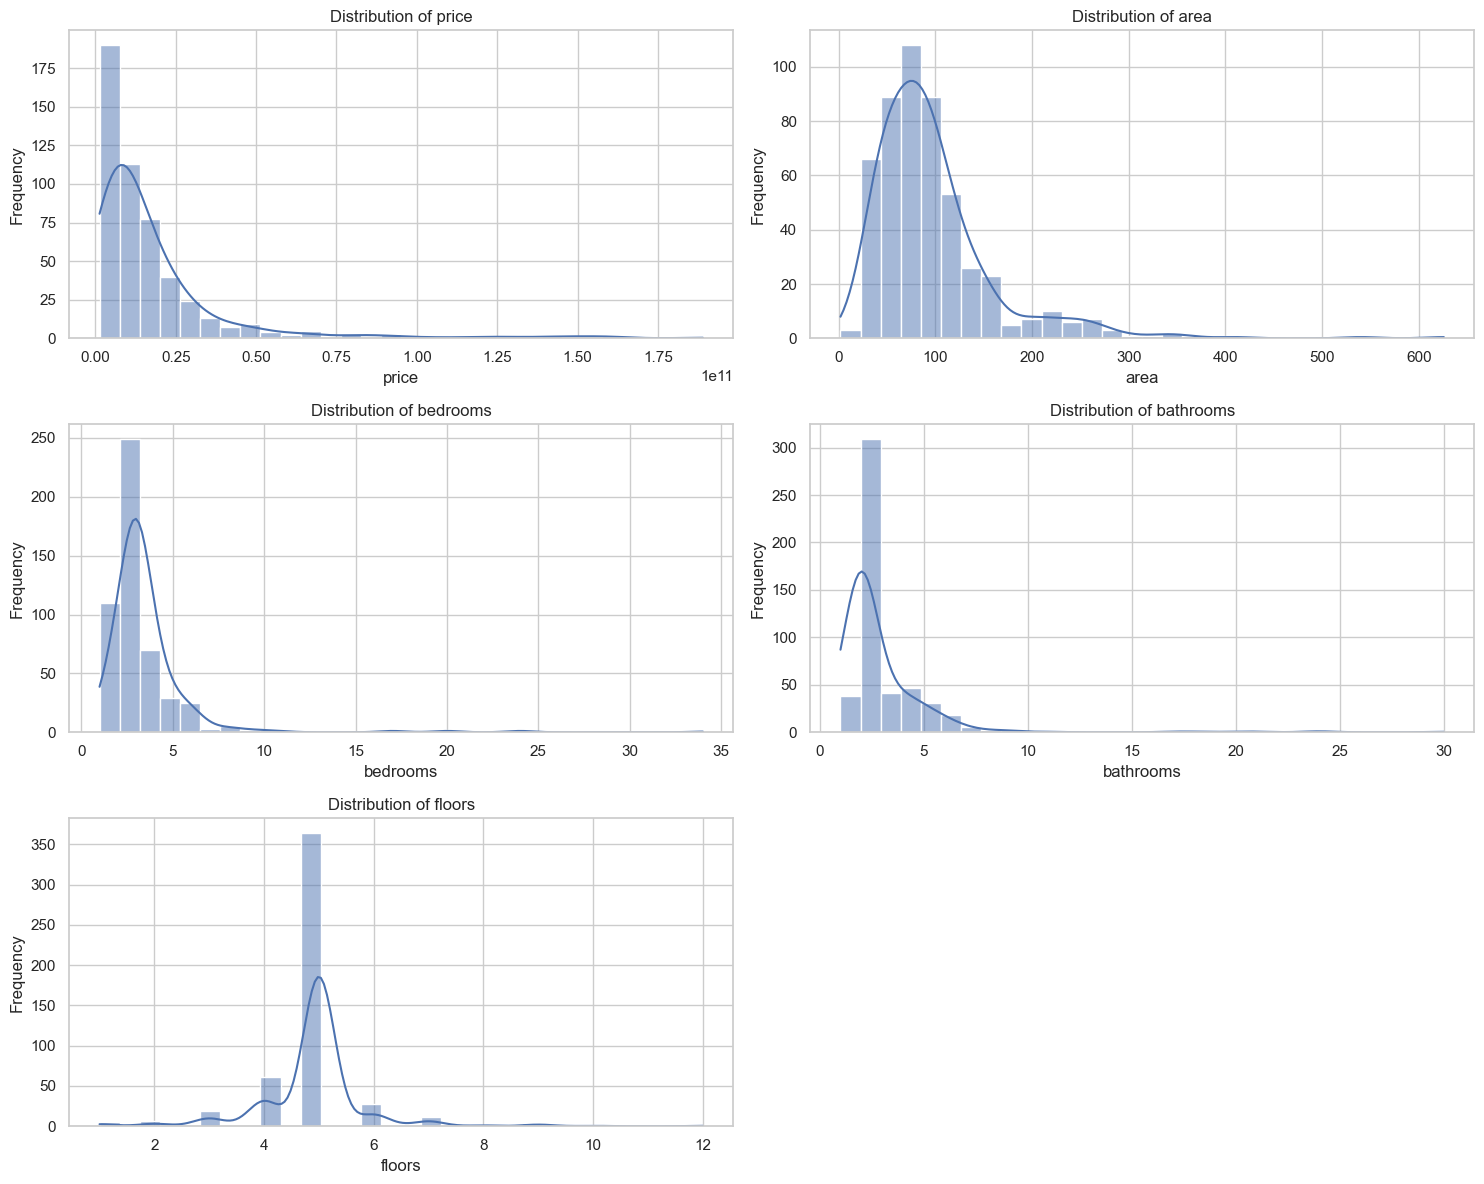 Distribution of price
Frequency
175
150
125
100
75
50
25
0
0.00 0.25 0.50 0.75 1.00 1.25 1.50 1.75
1e11
price
Distribution of area
Frequency
100
80
60
40
20
0
0 100 200 300 400 500 600
area
Distribution of bedrooms
Frequency
250
200
150
100
50
0
0 5 10 15 20 25 30 35
bedrooms
Distribution of bathrooms
Frequency
300
250
200
150
100
50
0
0 5 10 15 20 25 30
bathrooms
Distribution of floors
Frequency
350
300
250
200
150
100
50
0
2 4 6 8 10 12
floors